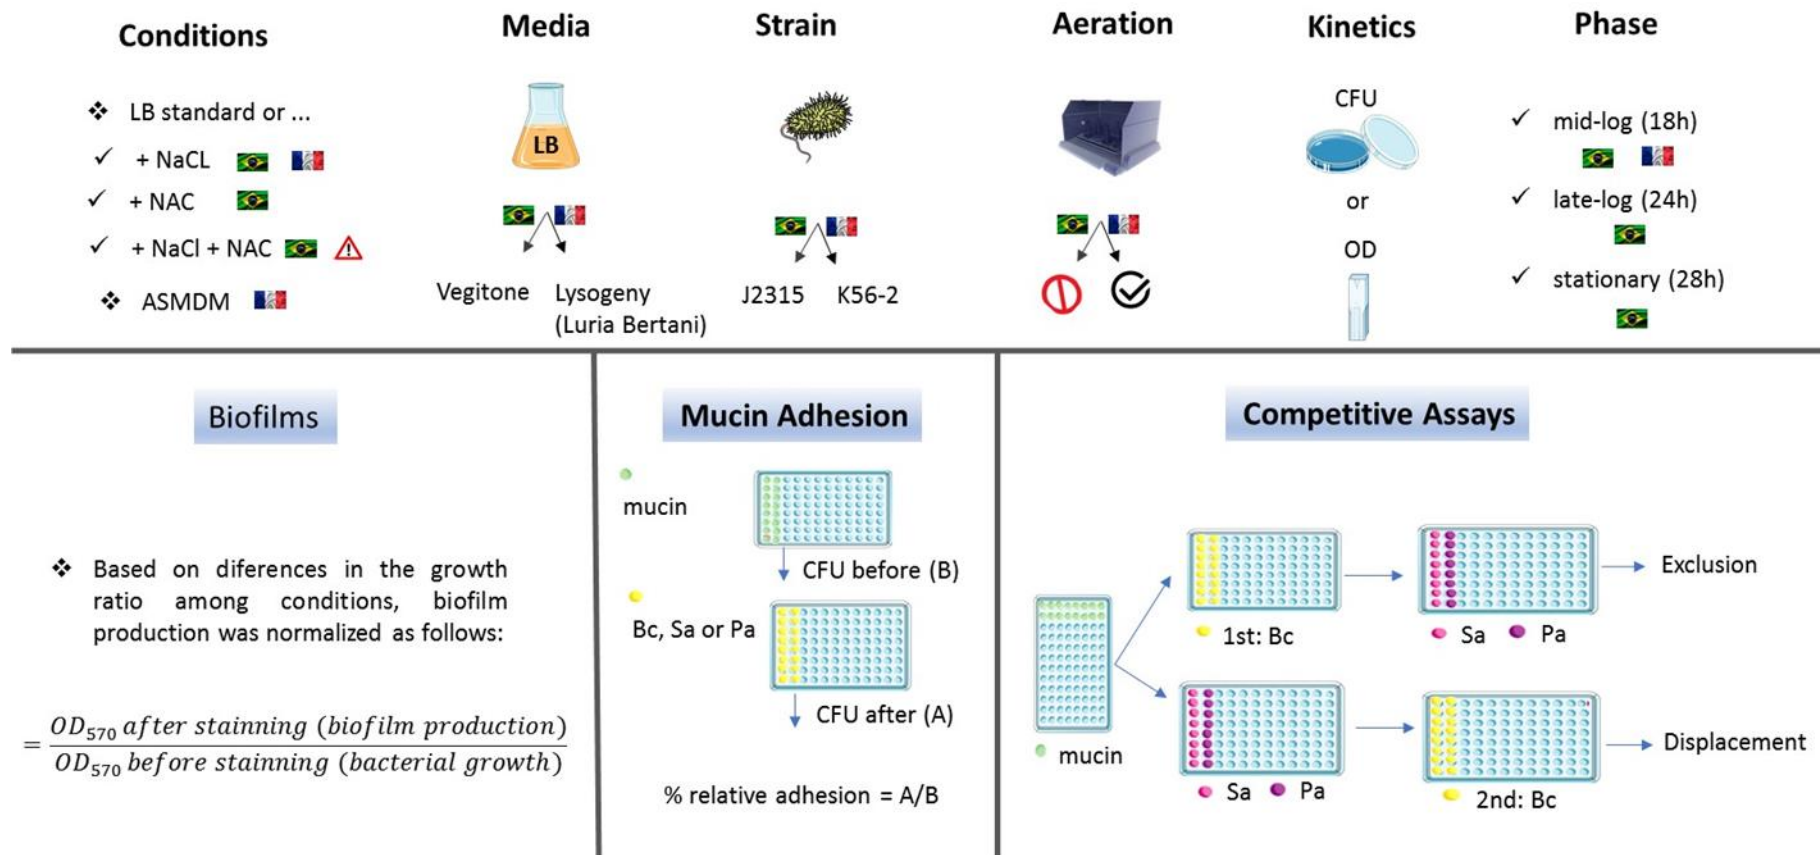 Conditions
❖ LB standard or ...
✓ + NaCL
✓ + NAC
✓ + NaCl + NAC
❖ ASMDM
Media
LB
Vegitone
Lysogeny
(Luria Bertani)
Strain
J2315
K56-2
Aeration
Kinetics
CFU
or
OD
Phase
✓ mid-log (18h)
✓ late-log (24h)
✓ stationary (28h)
Biofilms
❖ Based on diferences in the growth
ratio among conditions, biofilm
production was normalized as follows:
= OD₅₇₀ after stainning (biofilm production)
OD₅₇₀ before stainning (bacterial growth)
Mucin Adhesion
mucin
CFU before (B)
Bc, Sa or Pa
CFU after (A)
% relative adhesion = A/B
Competitive Assays
mucin
1st: Bc
Sa
Pa
Exclusion
Sa
Pa
2nd: Bc
Displacement